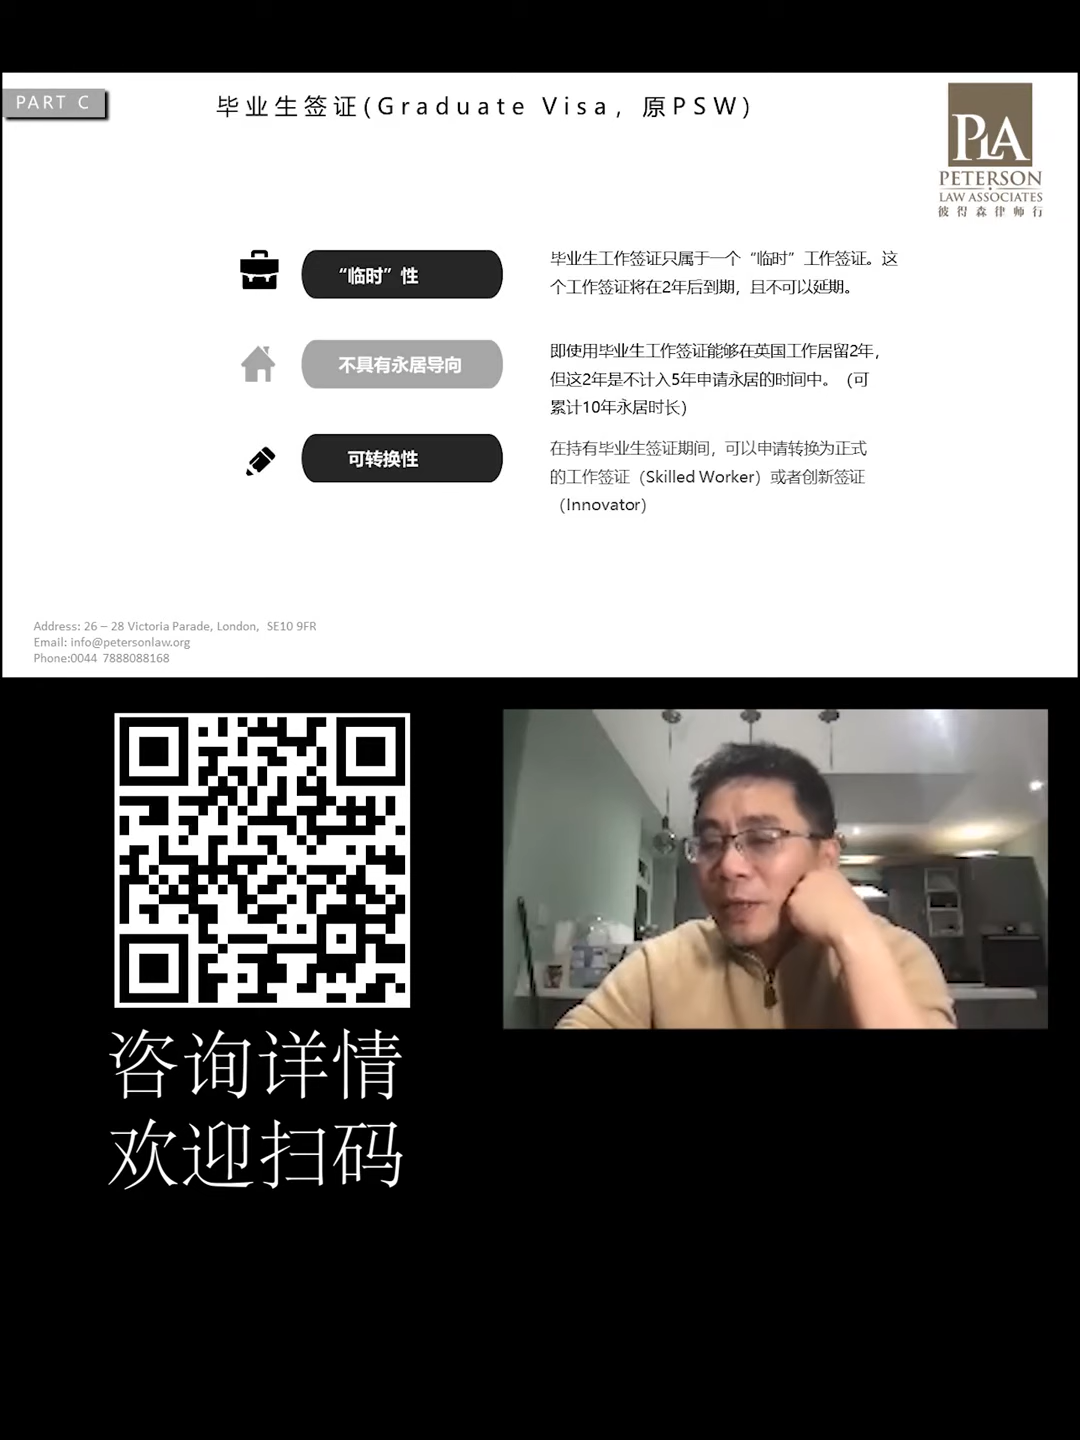 PART C
毕业生签证(Graduate Visa，原PSW)
PLA
PETERSON
LAW ASSOCIATES
彼得森律师行
“临时”性
毕业生工作签证只属于一个“临时”工作签证。这
个工作签证将在2年后到期，且不可以延期。
不具有永居导向
即使用毕业生工作签证能够在英国工作居留2年，
但这2年是不计入5年申请永居的时间中。（可
累计10年永居时长）
可转换性
在持有毕业生签证期间，可以申请转换为正式
的工作签证（Skilled Worker）或者创新签证
（Innovator）
Address: 26 – 28 Victoria Parade, London, SE10 9FR
Email: info@petersonlaw.org
Phone:0044 7888088168
咨询详情
欢迎扫码